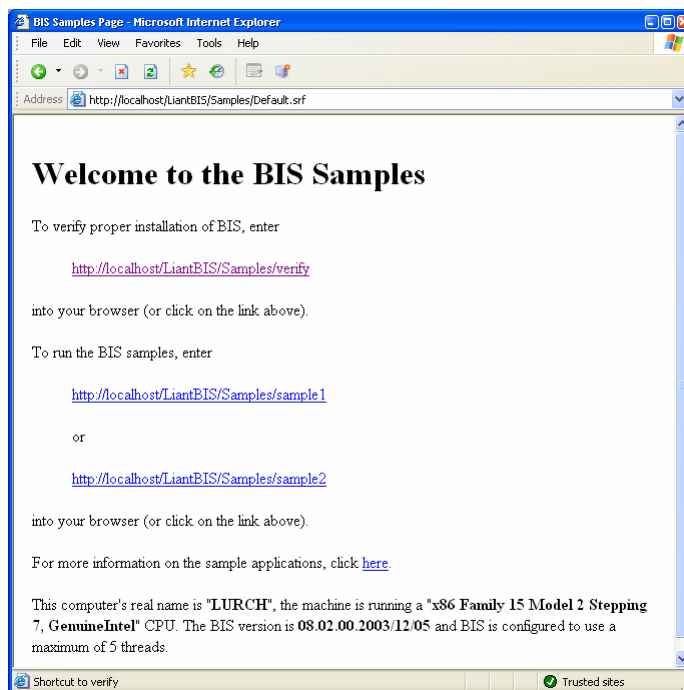 BIS Samples Page - Microsoft Internet Explorer
File Edit View Favorites Tools Help
Address http://localhost/LiantBIS/Samples/Default.srf
Welcome to the BIS Samples
To verify proper installation of BIS, enter
http://localhost/LiantBIS/Samples/verify
into your browser (or click on the link above).
To run the BIS samples, enter
http://localhost/LiantBIS/Samples/sample1
or
http://localhost/LiantBIS/Samples/sample2
into your browser (or click on the link above).
For more information on the sample applications, click here.
This computer's real name is "LURCH", the machine is running a "x86 Family 15 Model 2 Stepping
7, GenuineIntel" CPU. The BIS version is 08.02.00.2003/12/05 and BIS is configured to use a
maximum of 5 threads.
Shortcut to verify Trusted sites